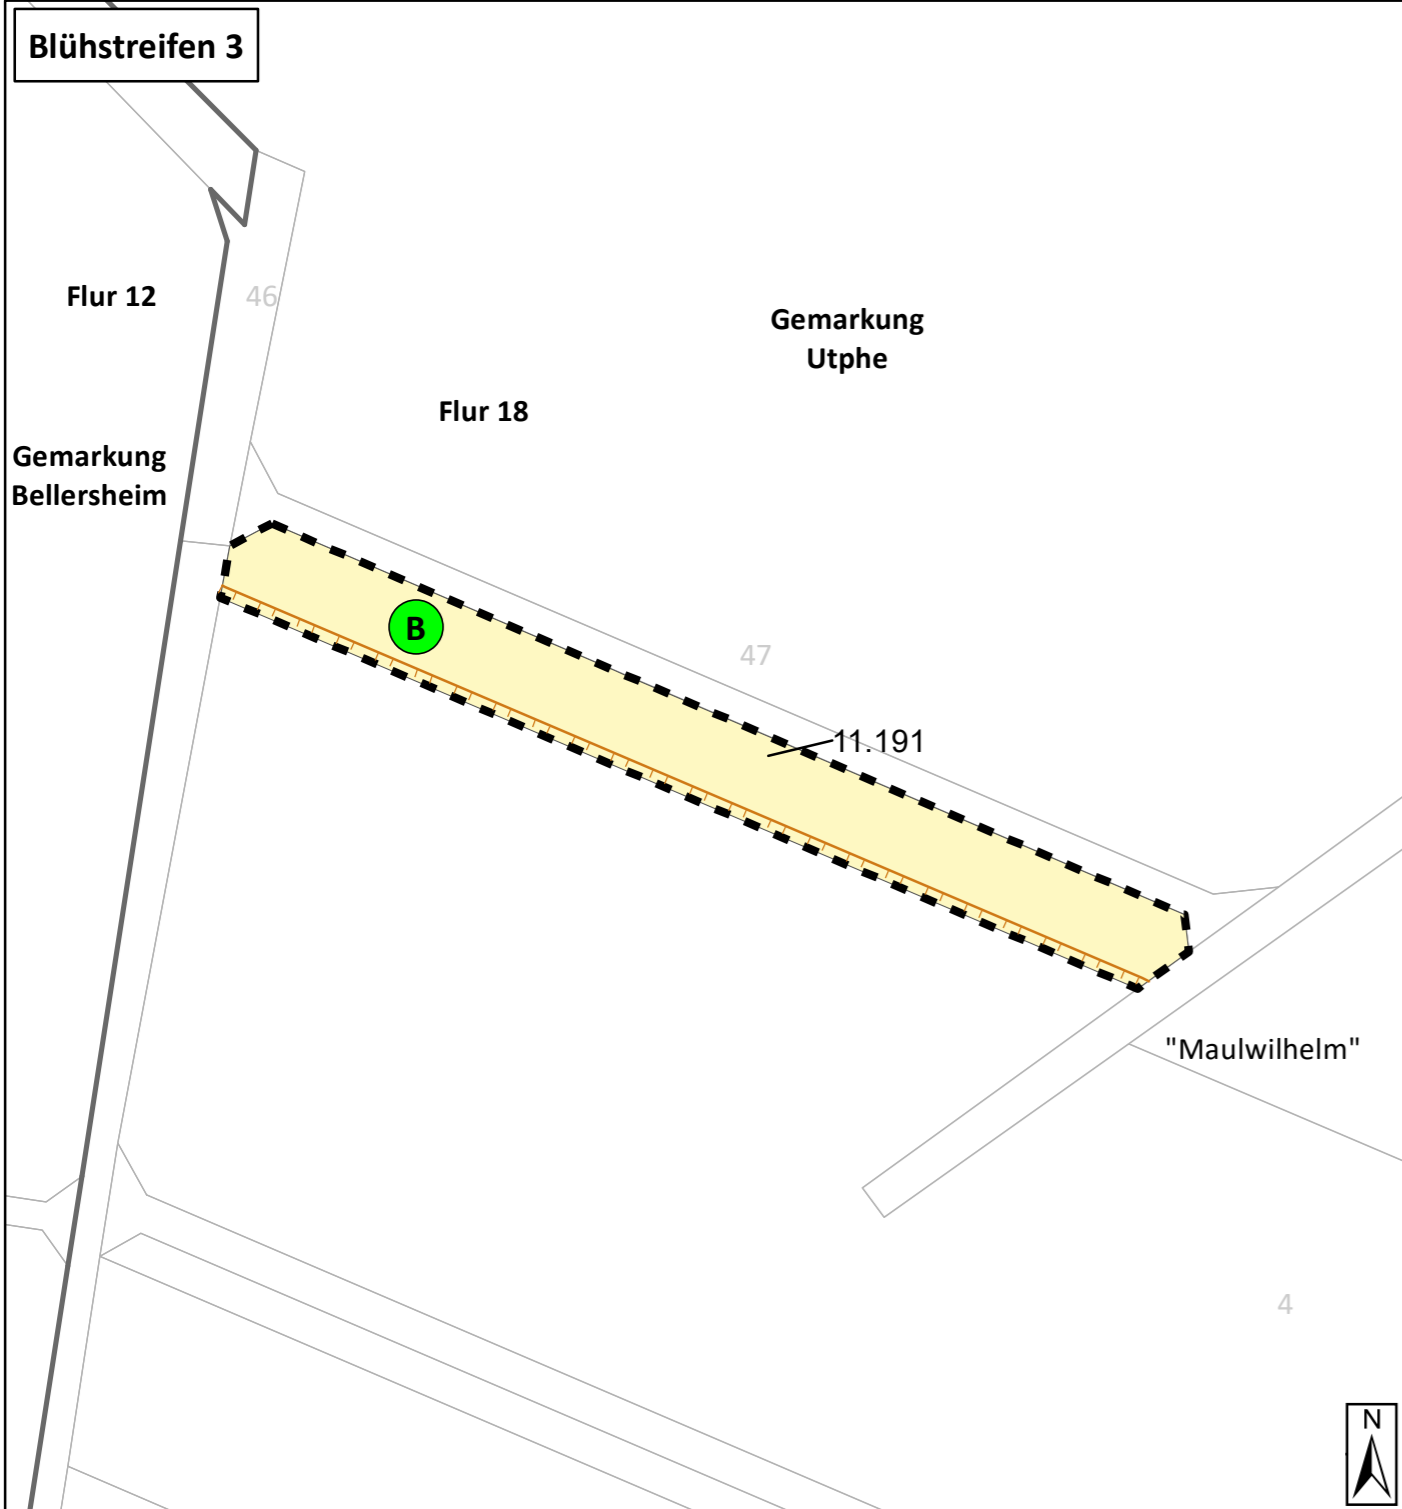 Blühstreifen 3
Flur 12
46
Gemarkung
Utphe
Flur 18
Gemarkung
Bellersheim
B
47
11.191
"Maulwilhelm"
4
N